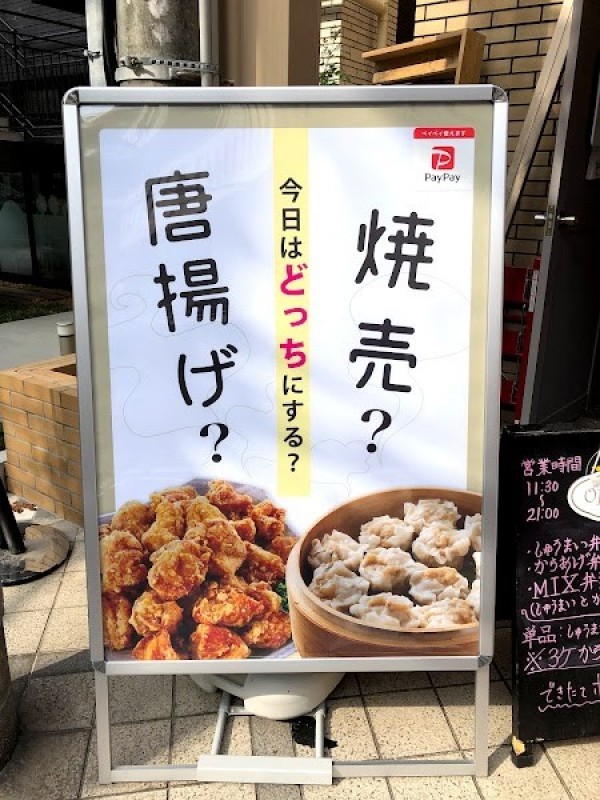 ペイペイ使えます
PayPay
焼売?
今日はどっちにする?
唐揚げ?
営業時間
11:30
~
21:00
・しゅうまい弁
・からあげ弁
・MIX弁
(しゅうまいとか
単品:しゅうま
※3ケから
できたて